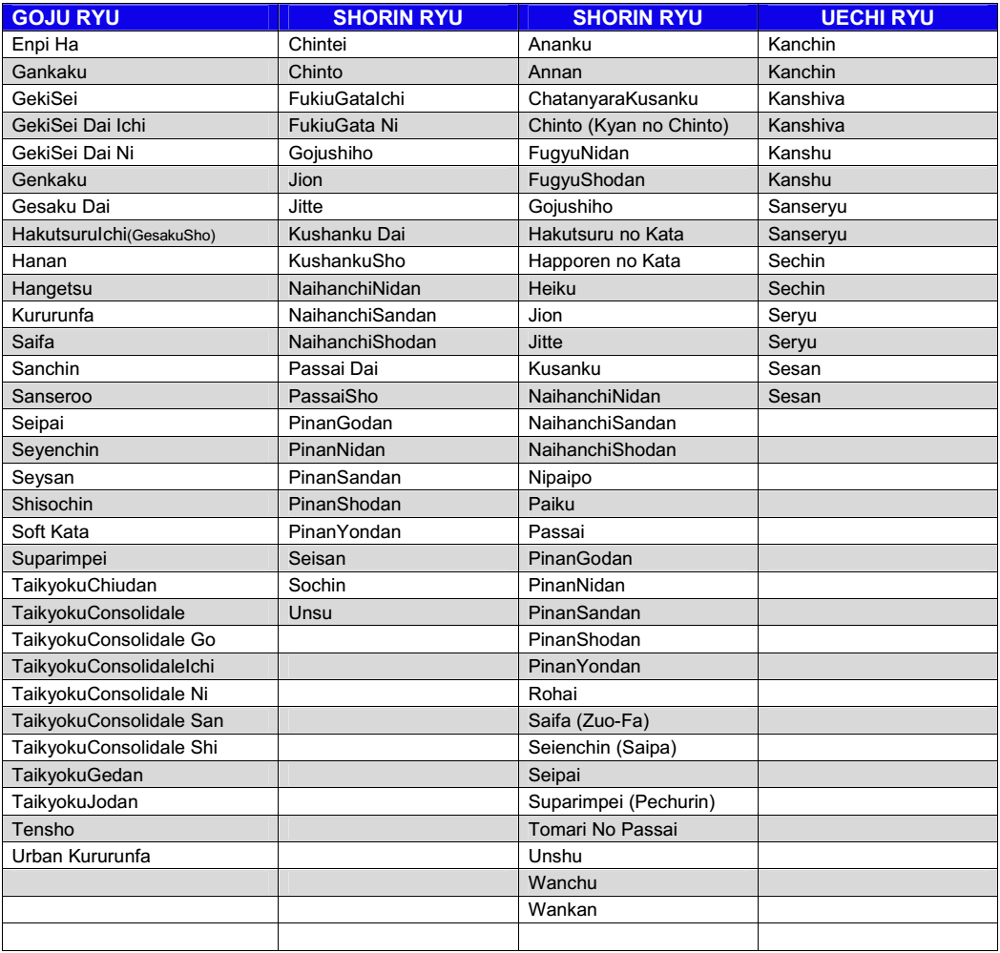 GOJU RYU SHORIN RYU SHORIN RYU UECHI RYU
Enpi Ha Chintei Ananku Kanchin
Gankaku Chinto Annan Kanchin
GekiSei FukiuGataIchi ChatanyaraKusanku Kanshiva
GekiSei Dai Ichi FukiuGata Ni Chinto (Kyan no Chinto) Kanshiva
GekiSei Dai Ni Gojushiho FugyuNidan Kanshu
Genkaku Jion FugyuShodan Kanshu
Gesaku Dai Jitte Gojushiho Sanseryu
HakutsuruIchi(GesakuSho) Kushanku Dai Hakutsuru no Kata Sanseryu
Hanan KushankuSho Happoren no Kata Sechin
Hangetsu NaihanchiNidan Heiku Sechin
Kururunfa NaihanchiSandan Jion Seryu
Saifa NaihanchiShodan Jitte Seryu
Sanchin Passai Dai Kusanku Sesan
Sanseroo PassaiSho NaihanchiNidan Sesan
Seipai PinanGodan NaihanchiSandan
Seyenchin PinanNidan NaihanchiShodan
Seysan PinanSandan Nipaipo
Shisochin PinanShodan Paiku
Soft Kata PinanYondan Passai
Suparimpei Seisan PinanGodan
TaikyokuChiudan Sochin PinanNidan
TaikyokuConsolidale Unsu PinanSandan
TaikyokuConsolidale Go PinanShodan
TaikyokuConsolidaleIchi PinanYondan
TaikyokuConsolidale Ni Rohai
TaikyokuConsolidale San Saifa (Zuo-Fa)
TaikyokuConsolidale Shi Seienchin (Saipa)
TaikyokuGedan Seipai
TaikyokuJodan Suparimpei (Pechurin)
Tensho Tomari No Passai
Urban Kururunfa Unshu
Wanchu
Wankan